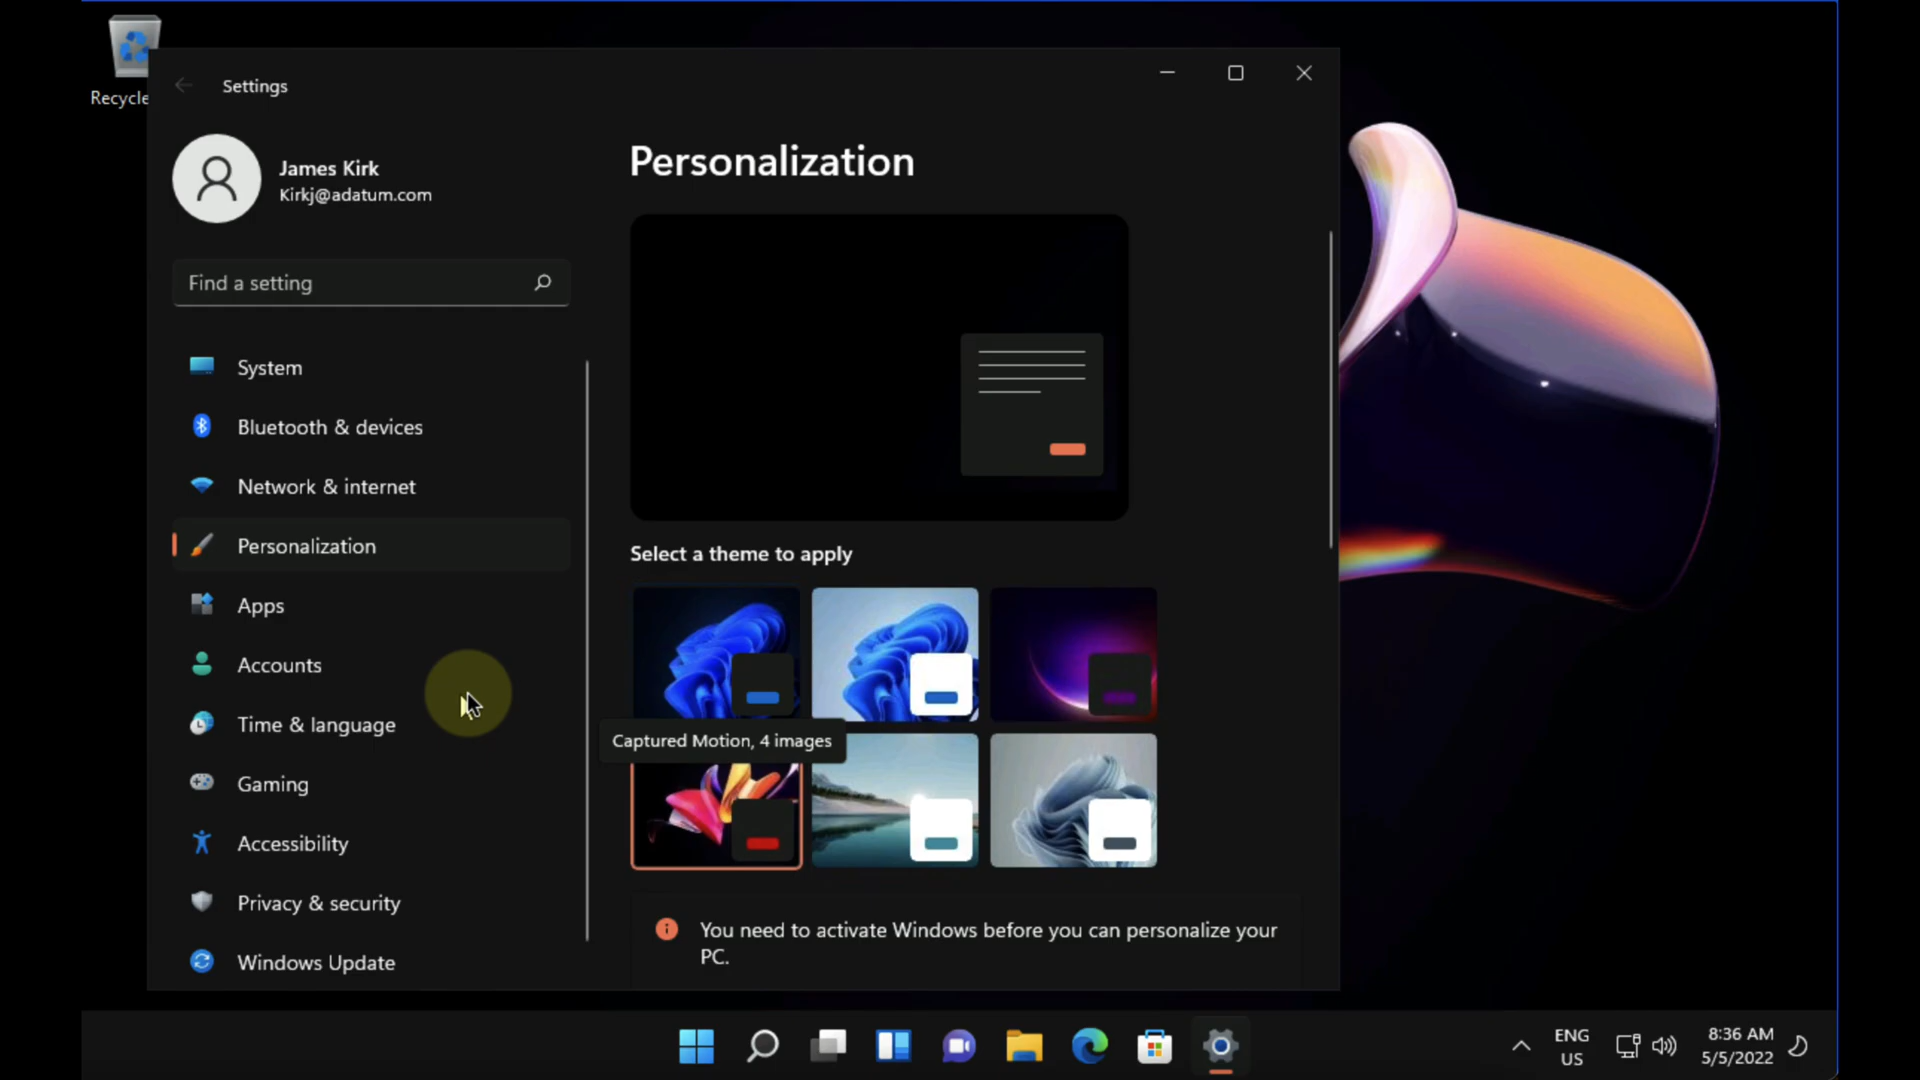 Recycle
Settings
James Kirk
Kirkj@adatum.com
Find a setting
System
Bluetooth & devices
Network & internet
Personalization
Apps
Accounts
Time & language
Gaming
Accessibility
Privacy & security
Windows Update
Personalization
Select a theme to apply
Captured Motion, 4 images
You need to activate Windows before you can personalize your
PC.
ENG
US
8:36 AM
5/5/2022